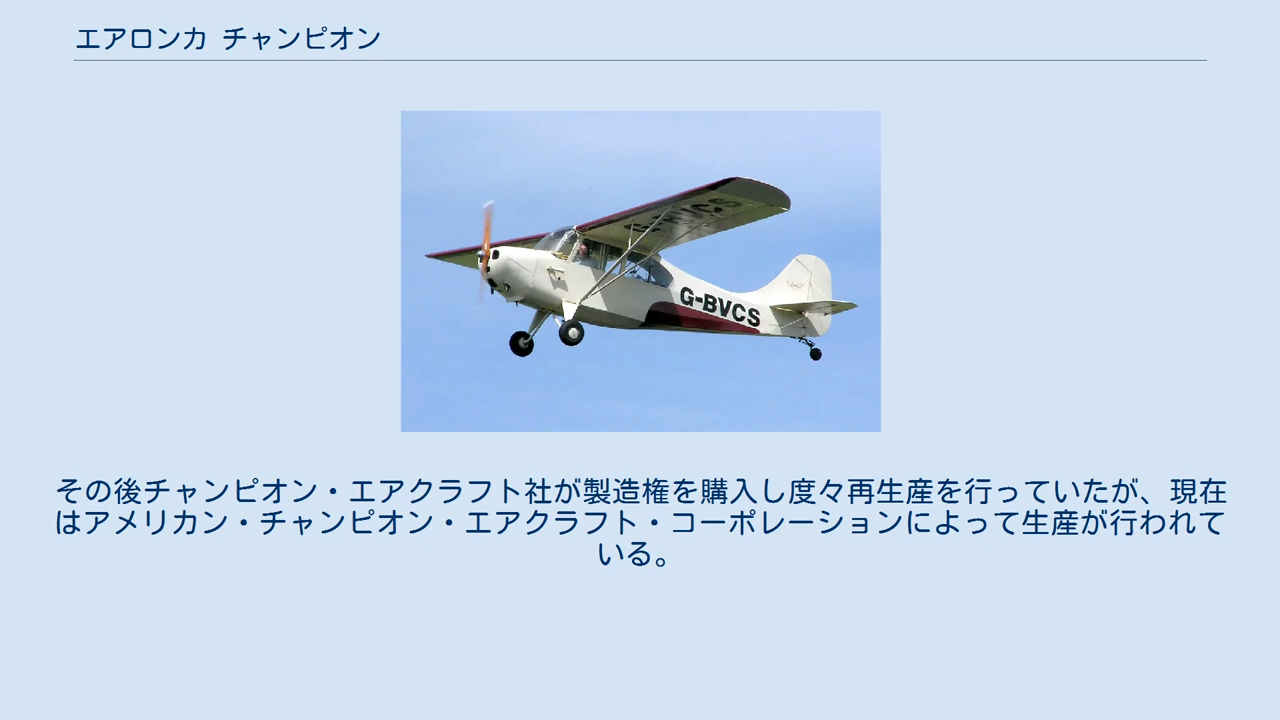 エアロンカ チャンピオン
G-BVCS
その後チャンピオン・エアクラフト社が製造権を購入し度々再生産を行っていたが、現在
はアメリカン・チャンピオン・エアクラフト・コーポレーションによって生産が行われて
いる。